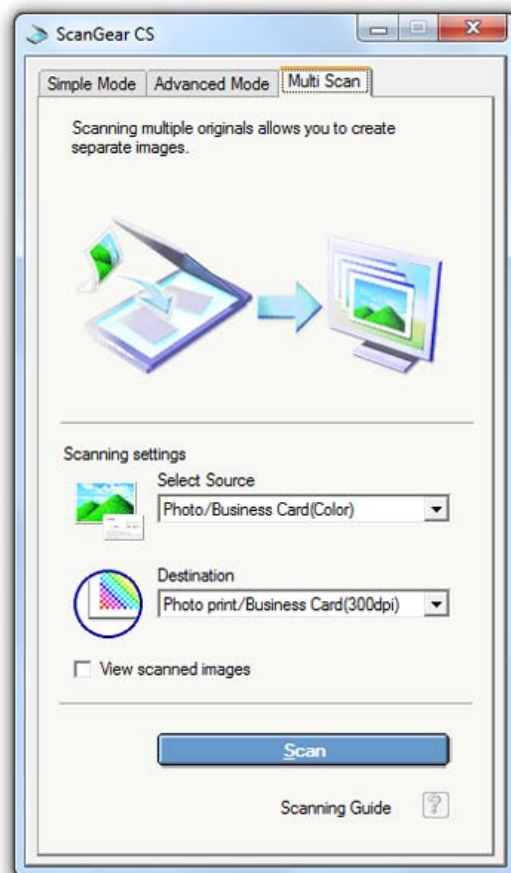 ScanGear CS
Simple Mode Advanced Mode Multi Scan
Scanning multiple originals allows you to create
separate images.
Scanning settings
Select Source
Photo/Business Card(Color)
Destination
Photo print/Business Card(300dpi)
View scanned images
Scan
Scanning Guide ?